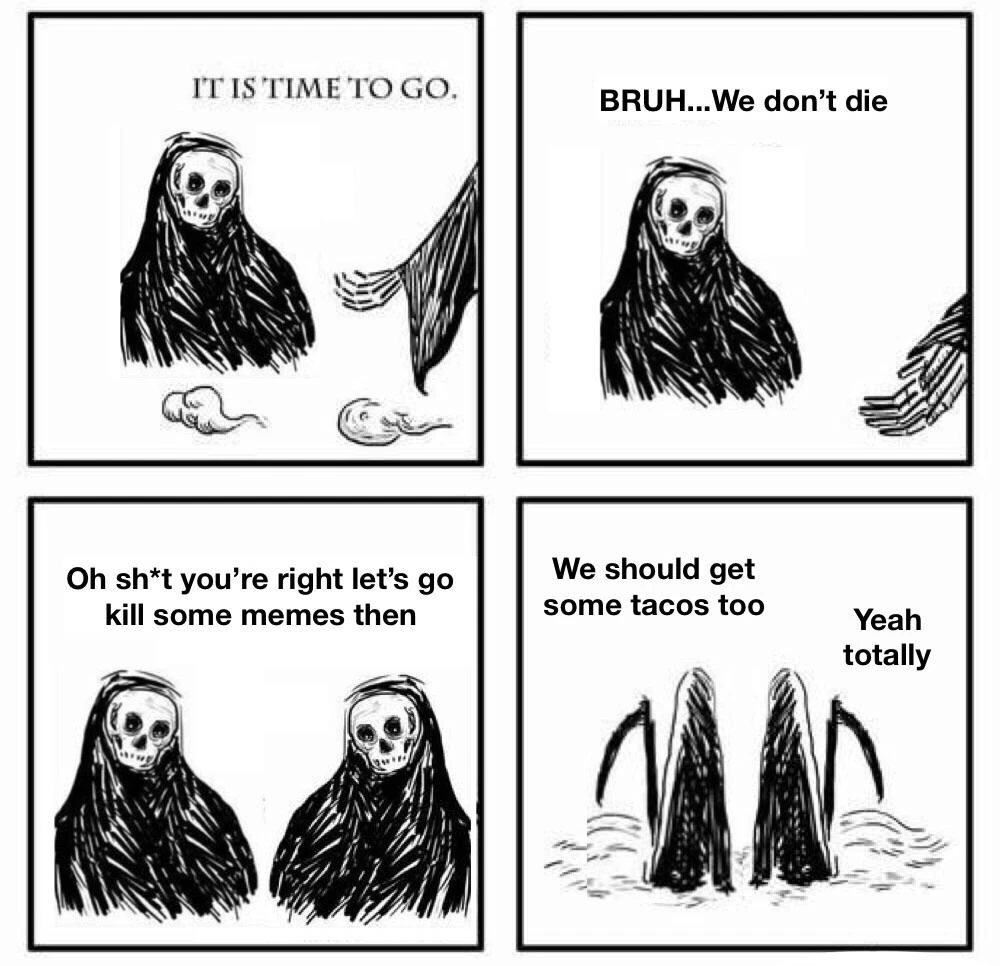 IT IS TIME TO GO.
BRUH...We don’t die
Oh sh*t you’re right let’s go
kill some memes then
We should get
some tacos too
Yeah
totally